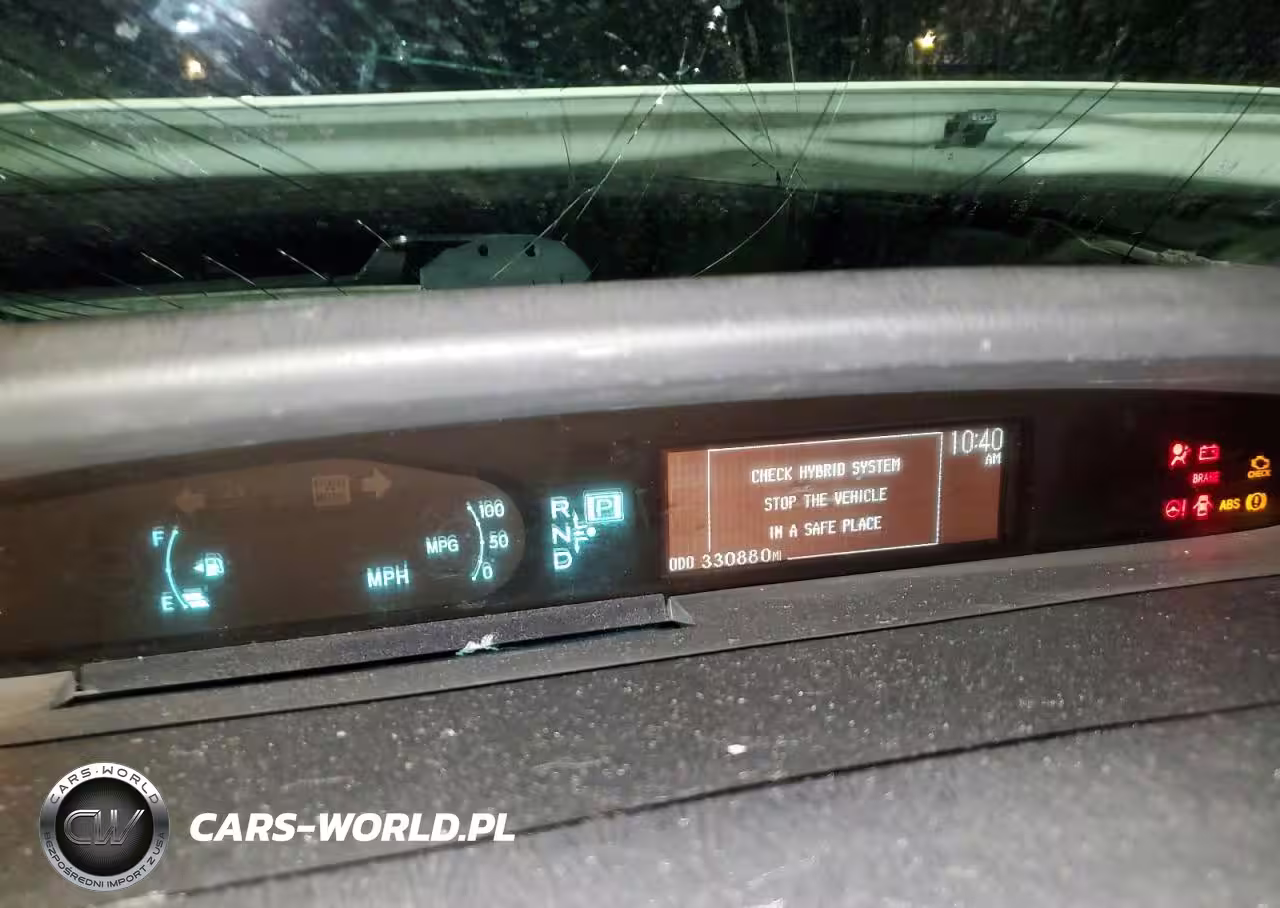 F
E
MPH
MPG
100
50
0
R
N
D
P
CHECK HYBRID SYSTEM
STOP THE VEHICLE
IN A SAFE PLACE
10:40
AM
ODO 330880MI
BRAKE
CHECK
ABS
CARS-WORLD
CW
BEZPOŚREDNI IMPORT Z USA
CARS-WORLD.PL